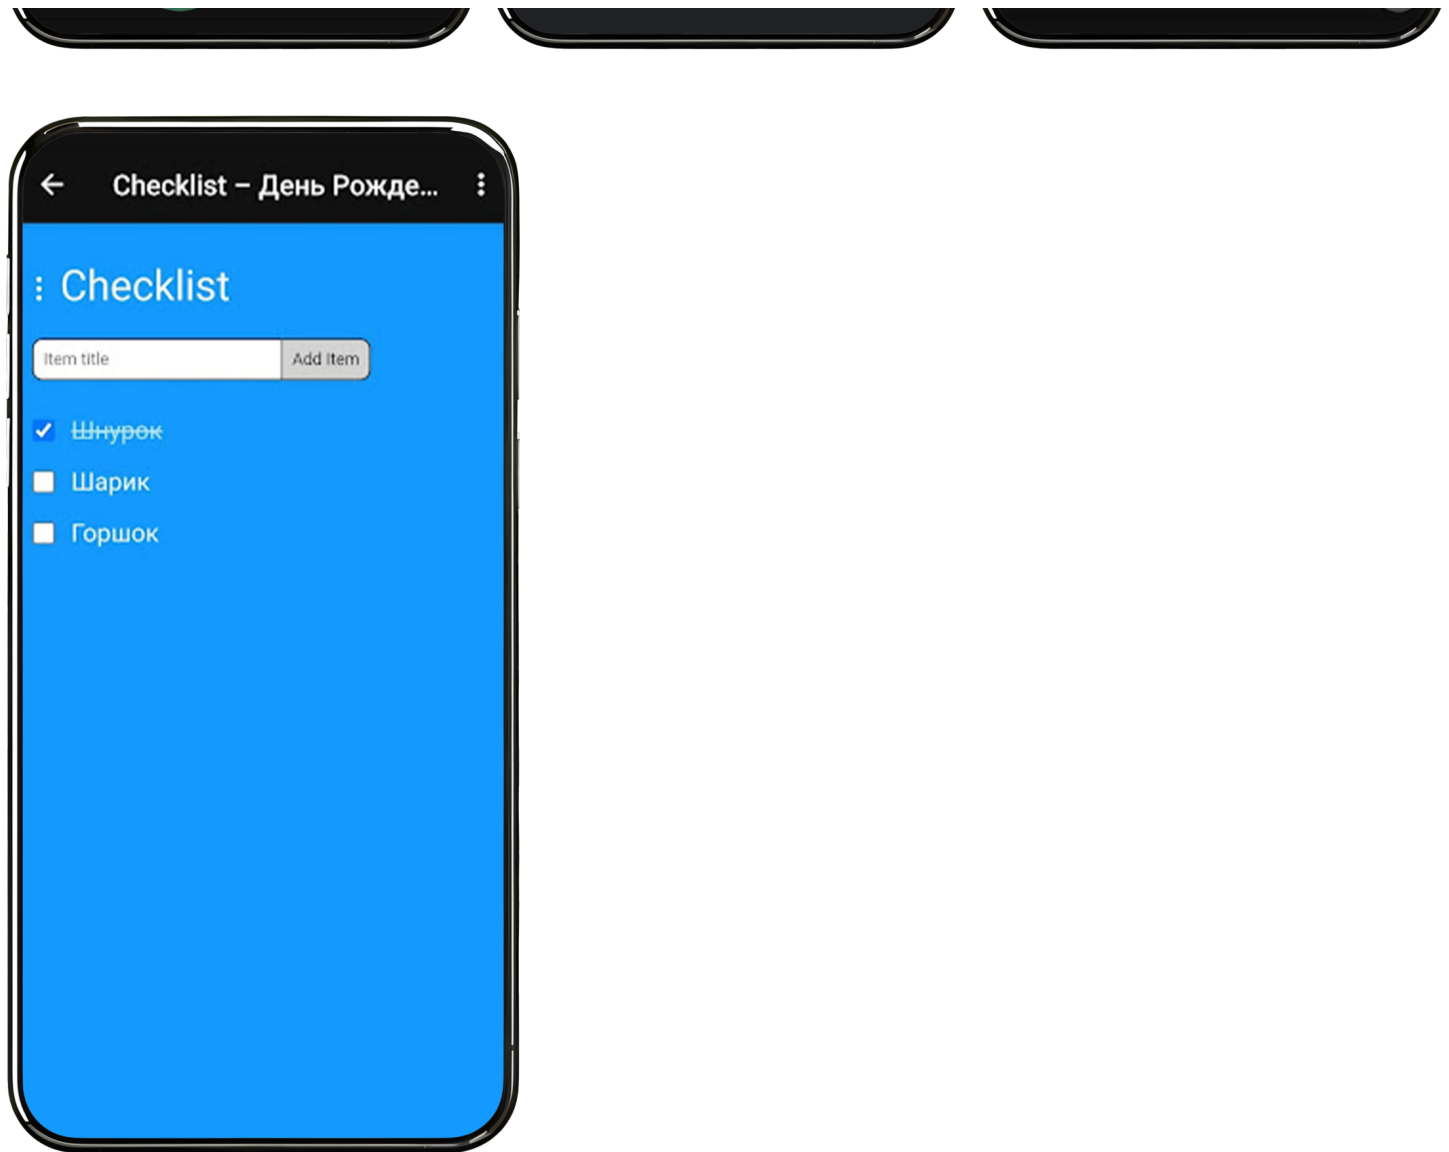 Checklist – День Рожде...
Checklist
Item title
Add Item
Шнурок
Шарик
Горшок